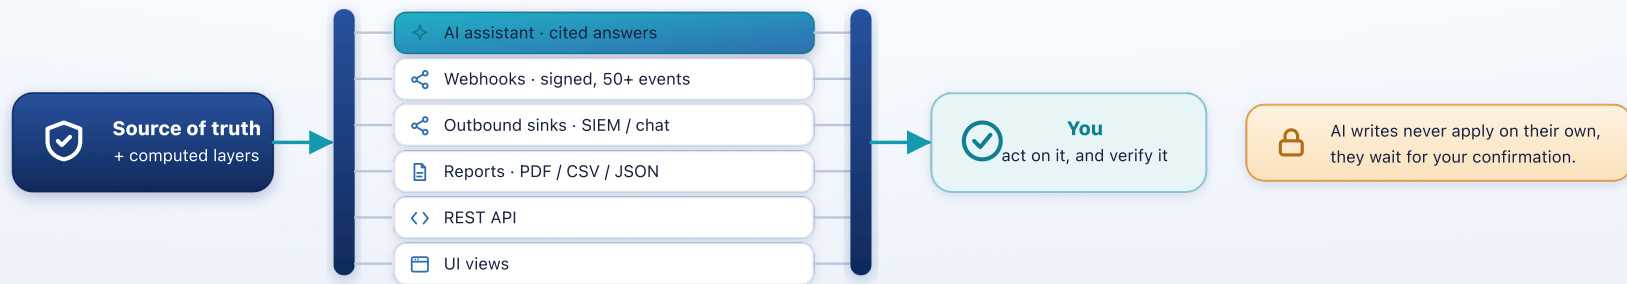 Source of truth
+ computed layers
AI assistant · cited answers
Webhooks · signed, 50+ events
Outbound sinks · SIEM / chat
Reports · PDF / CSV / JSON
REST API
UI views
You
act on it, and verify it
AI writes never apply on their own,
they wait for your confirmation.